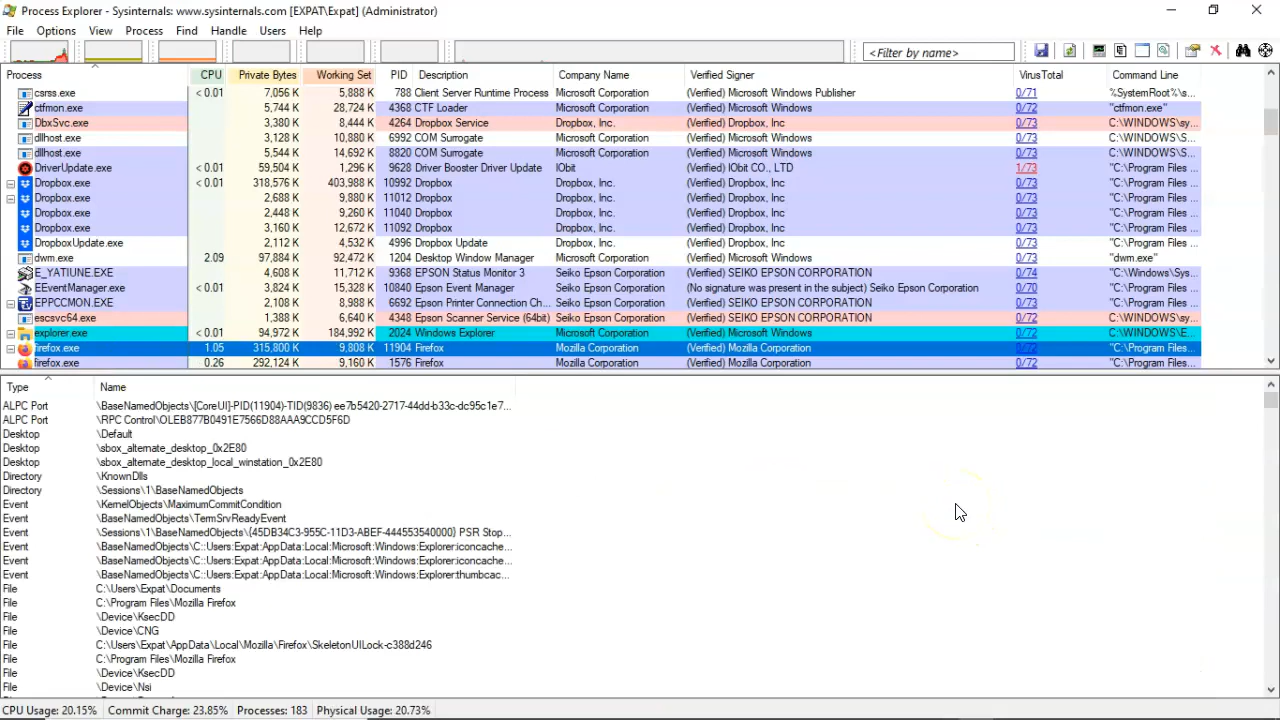 Process Explorer - Sysinternals: www.sysinternals.com [EXPAT\Expat] (Administrator)
File Options View Process Find Handle Users Help
<Filter by name>
Process CPU Private Bytes Working Set PID Description Company Name Verified Signer VirusTotal Command Line
csrss.exe < 0.01 7,056 K 5,888 K 788 Client Server Runtime Process Microsoft Corporation (Verified) Microsoft Windows Publisher 0/71 %SystemRoot%\s...
ctfmon.exe 5,744 K 28,724 K 4368 CTF Loader Microsoft Corporation (Verified) Microsoft Windows 0/72 "ctfmon.exe"
DbxSvc.exe 3,380 K 8,444 K 4264 Dropbox Service Dropbox, Inc. (Verified) Dropbox, Inc 0/73 C:\WINDOWS\sy...
dllhost.exe 3,128 K 10,880 K 6992 COM Surrogate Microsoft Corporation (Verified) Microsoft Windows 0/73 C:\WINDOWS\S...
dllhost.exe 5,544 K 14,692 K 8820 COM Surrogate Microsoft Corporation (Verified) Microsoft Windows 0/73 C:\WINDOWS\S...
DriverUpdate.exe < 0.01 59,504 K 1,296 K 9628 Driver Booster Driver Update IObit (Verified) IObit CO., LTD 1/73 "C:\Program Files ...
Dropbox.exe < 0.01 318,576 K 403,988 K 10992 Dropbox Dropbox, Inc. (Verified) Dropbox, Inc 0/73 "C:\Program Files ...
Dropbox.exe 2,688 K 9,890 K 11012 Dropbox Dropbox, Inc. (Verified) Dropbox, Inc 0/73 "C:\Program Files ...
Dropbox.exe 2,448 K 9,260 K 11040 Dropbox Dropbox, Inc. (Verified) Dropbox, Inc 0/73 "C:\Program Files ...
Dropbox.exe 3,160 K 12,672 K 11092 Dropbox Dropbox, Inc. (Verified) Dropbox, Inc 0/73 "C:\Program Files ...
DropboxUpdate.exe 2,112 K 4,532 K 4996 Dropbox Update Dropbox, Inc. (Verified) Dropbox, Inc 0/73 "C:\Program Files ...
dwm.exe 2.09 97,884 K 92,472 K 1204 Desktop Window Manager Microsoft Corporation (Verified) Microsoft Windows 0/73 "dwm.exe"
E_YATIUNE.EXE 4,608 K 11,712 K 9368 EPSON Status Monitor 3 Seiko Epson Corporation (Verified) SEIKO EPSON CORPORATION 0/74 "C:\Windows\Sys...
EEventManager.exe < 0.01 3,824 K 15,328 K 10840 Epson Event Manager Seiko Epson Corporation (No signature was present in the subject) Seiko Epson Corporation 0/70 "C:\Program Files ...
EPPCCMON.EXE 2,108 K 8,988 K 6692 Epson Printer Connection Ch... Seiko Epson Corporation (Verified) SEIKO EPSON CORPORATION 0/73 "C:\Program Files ...
escsvc64.exe 1,388 K 6,640 K 4348 Epson Scanner Service (64bit) Seiko Epson Corporation (Verified) SEIKO EPSON CORPORATION 0/72 C:\WINDOWS\sy...
explorer.exe < 0.01 94,972 K 184,992 K 2024 Windows Explorer Microsoft Corporation (Verified) Microsoft Windows 0/72 C:\WINDOWS\E...
firefox.exe 1.05 315,800 K 9,808 K 11904 Firefox Mozilla Corporation (Verified) Mozilla Corporation 0/72 "C:\Program Files...
firefox.exe 0.26 292,124 K 9,160 K 1576 Firefox Mozilla Corporation (Verified) Mozilla Corporation 0/72 "C:\Program Files ...
Type Name
ALPC Port \BaseNamedObjects\[CoreUI]-PID(11904)-TID(9836) ee7b5420-2717-44dd-b33c-dc95c1e7...
ALPC Port \RPC Control\OLEB877B0491E7566D88AAA9CCD5F6D
Desktop \Default
Desktop \sbox_alternate_desktop_0x2E80
Desktop \sbox_alternate_desktop_local_winstation_0x2E80
Directory \KnownDlls
Directory \Sessions\1\BaseNamedObjects
Event \KernelObjects\MaximumCommitCondition
Event \BaseNamedObjects\TermSrvReadyEvent
Event \Sessions\1\BaseNamedObjects\{45DB34C3-955C-11D3-ABEF-444553540000} PSR Stop...
Event \BaseNamedObjects\C::Users:Expat:AppData:Local:Microsoft:Windows:Explorer:iconcache...
Event \BaseNamedObjects\C::Users:Expat:AppData:Local:Microsoft:Windows:Explorer:iconcache...
Event \BaseNamedObjects\C::Users:Expat:AppData:Local:Microsoft:Windows:Explorer:thumbcac...
File C:\Users\Expat\Documents
File C:\Program Files\Mozilla Firefox
File \Device\KsecDD
File \Device\CNG
File C:\Users\Expat\AppData\Local\Mozilla\Firefox\SkeletonUILock-c388d246
File C:\Program Files\Mozilla Firefox
File \Device\KsecDD
File \Device\Nsi
CPU Usage: 20.15% Commit Charge: 23.85% Processes: 183 Physical Usage: 20.73%